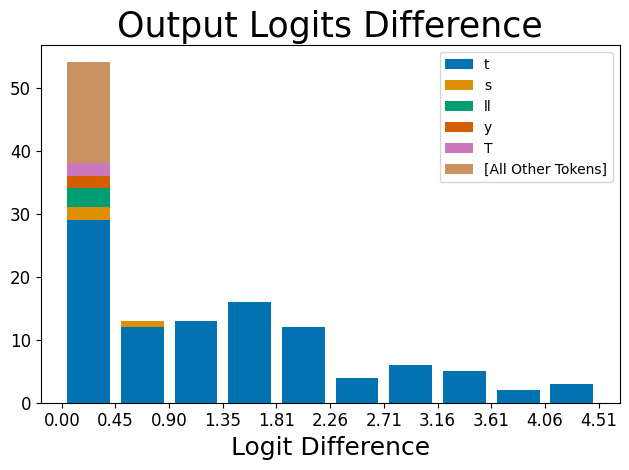 Output Logits Difference
50
40
30
20
10
0
t
s
ll
y
T
[All Other Tokens]
0.00 0.45 0.90 1.35 1.81 2.26 2.71 3.16 3.61 4.06 4.51
Logit Difference